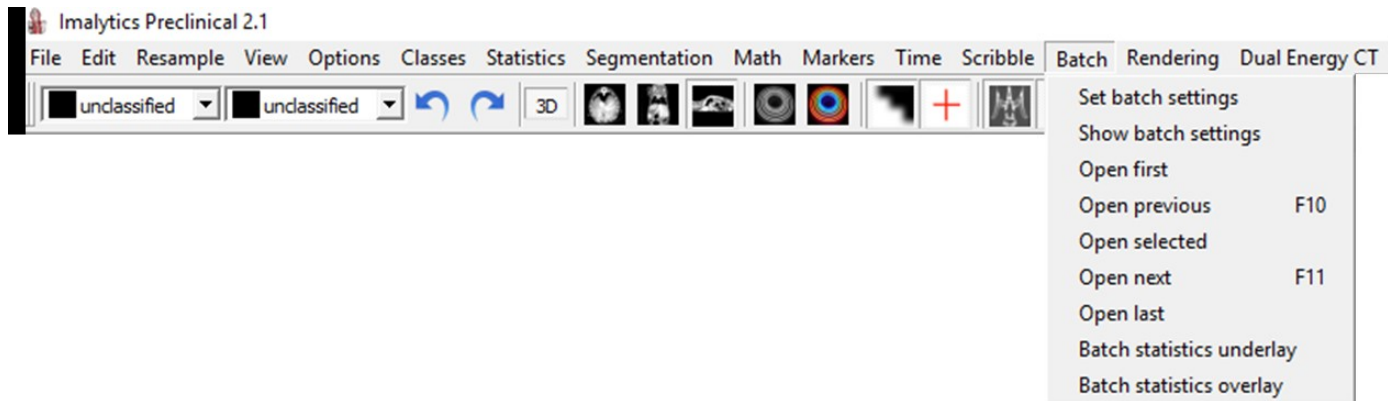 Imalytics Preclinical 2.1
File Edit Resample View Options Classes Statistics Segmentation Math Markers Time Scribble Batch Rendering Dual Energy CT
unclassified unclassified 3D
Set batch settings
Show batch settings
Open first
Open previous F10
Open selected
Open next F11
Open last
Batch statistics underlay
Batch statistics overlay